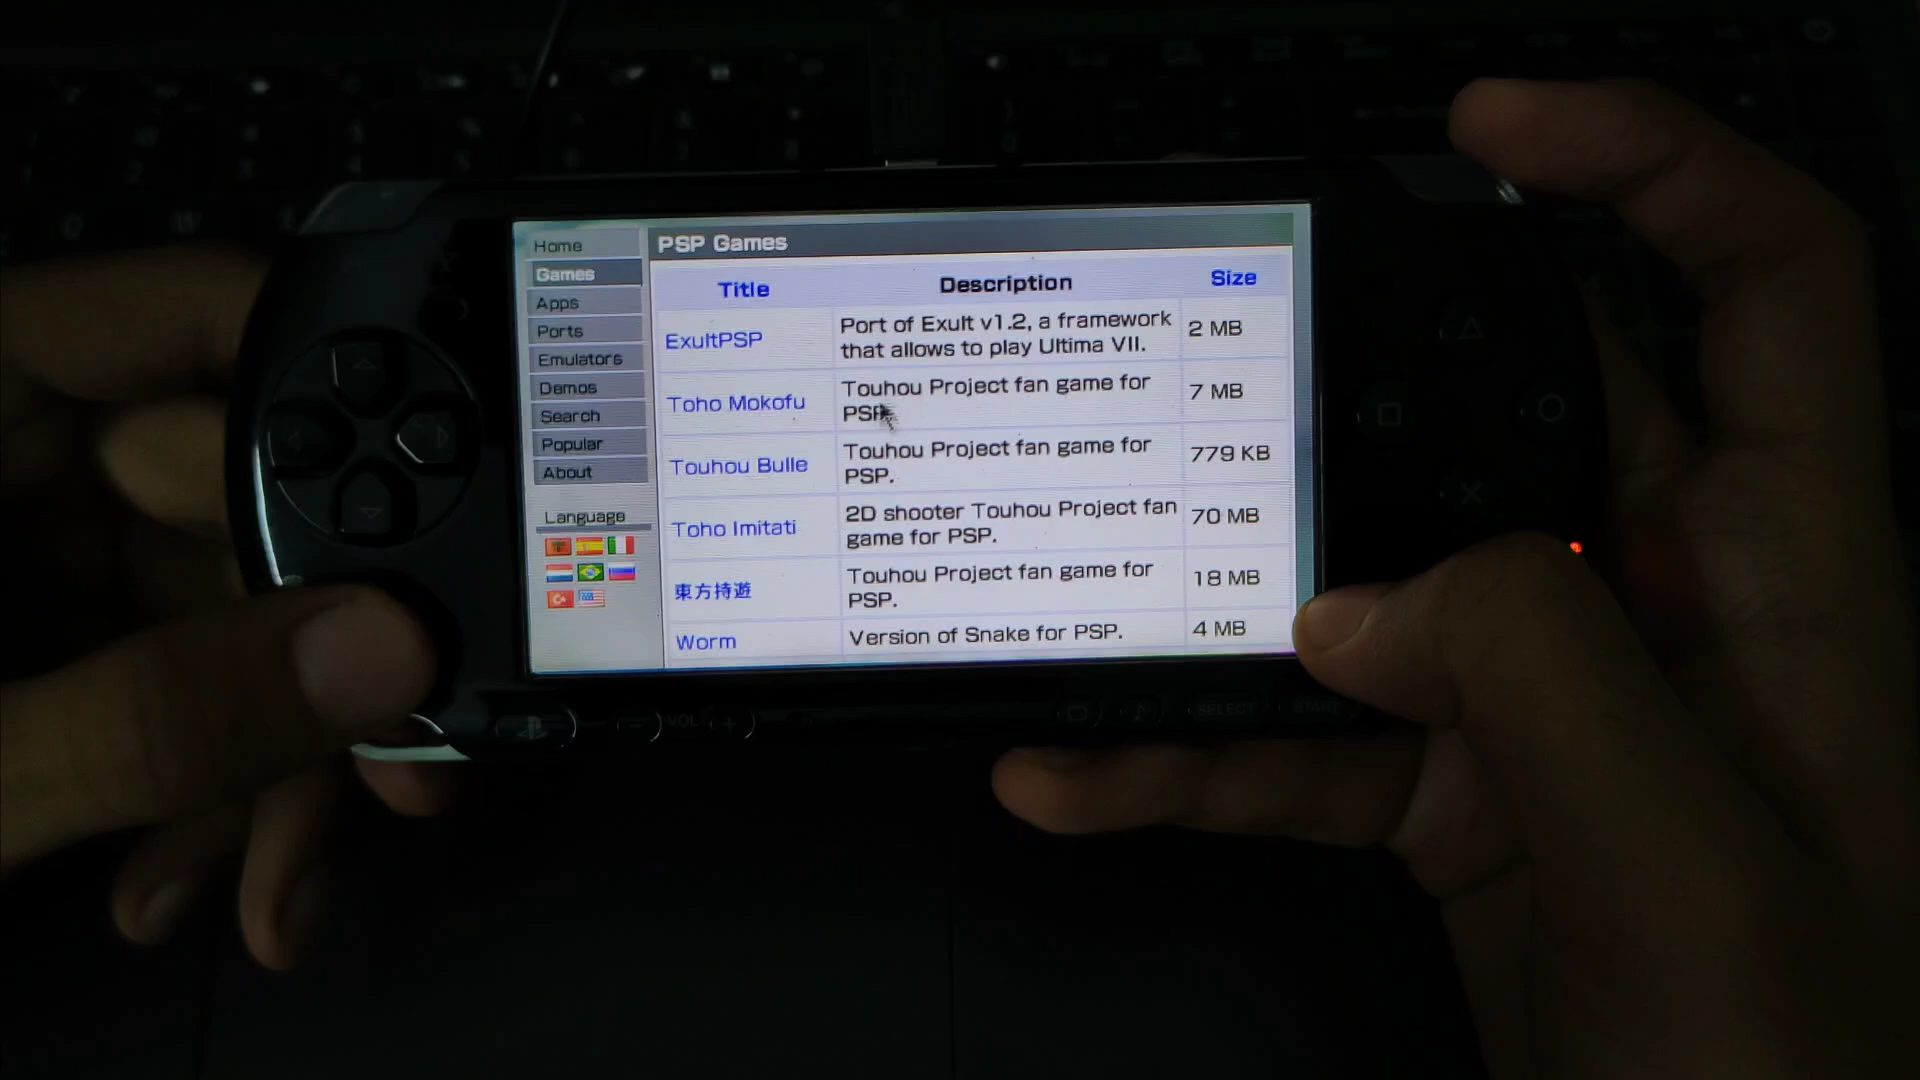 Home
Games
Apps
Ports
Emulators
Demos
Search
Popular
About
Language
PSP Games
Title Description Size
ExultPSP
Port of Exult v1.2, a framework
that allows to play Ultima VII.
2 MB
Toho Mokofu
Touhou Project fan game for
PSP.
7 MB
Touhou Bulle
Touhou Project fan game for
PSP.
779 KB
Toho Imitati
2D shooter Touhou Project fan
game for PSP.
70 MB
東方持遊
Touhou Project fan game for
PSP.
18 MB
Worm
Version of Snake for PSP.
4 MB
VOL
SELECT
START